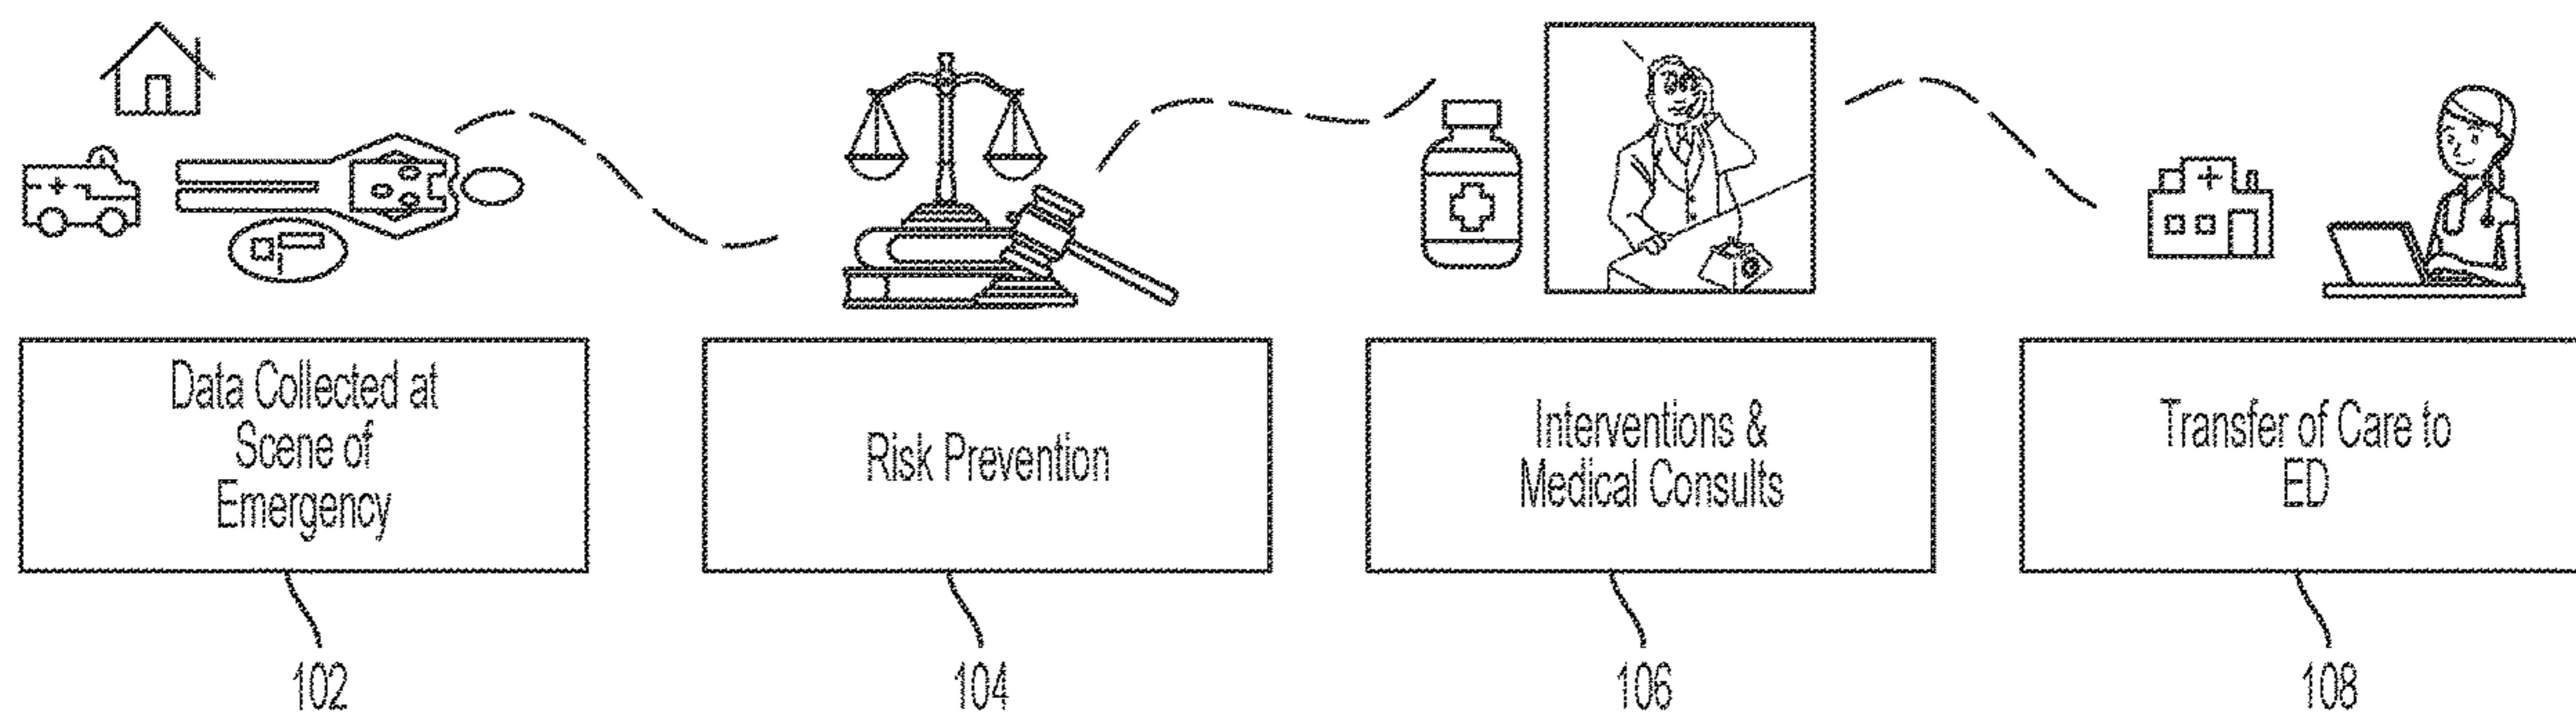 Data Collected at
Scene of
Emergency
Risk Prevention
Interventions &
Medical Consults
Transfer of Care to
ED
102
104
106
108